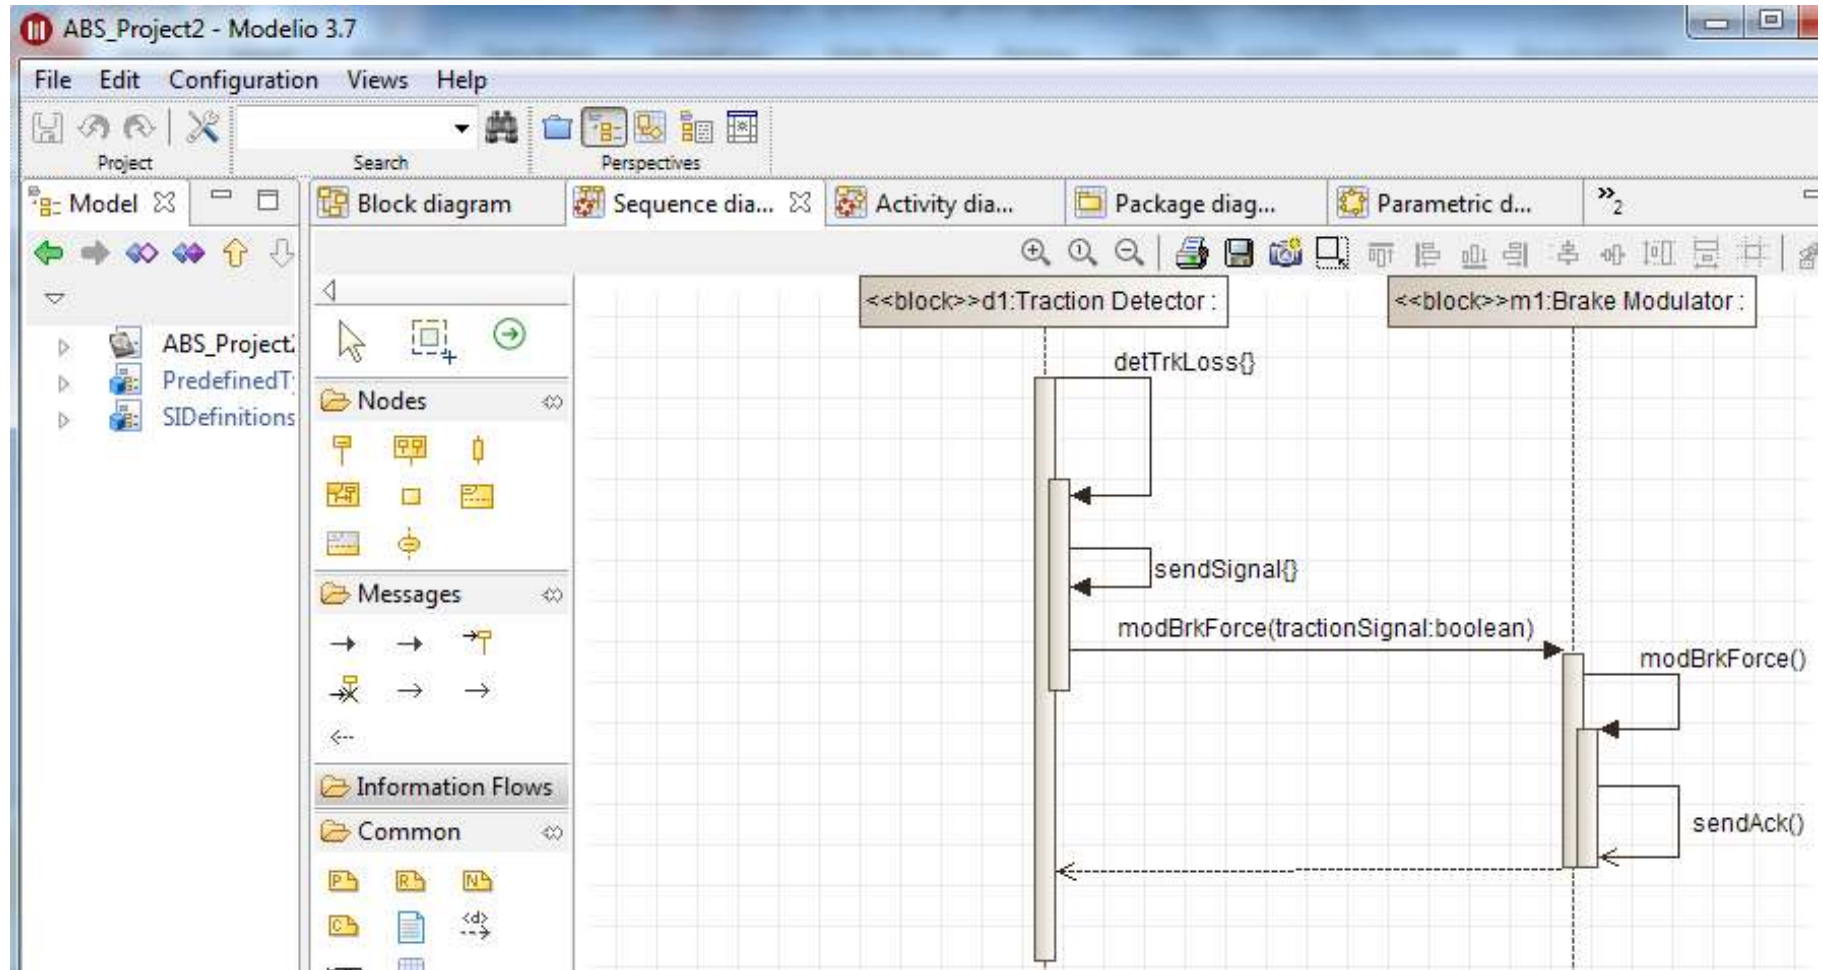 ABS_Project2 - Modelio 3.7
File Edit Configuration Views Help
Project Search Perspectives
Model Block diagram Sequence dia... Activity dia... Package diag... Parametric d... »2
<<block>>d1:Traction Detector : <<block>>m1:Brake Modulator :
ABS_Project
PredefinedT
SIDefinitions
Nodes
Messages
Information Flows
Common
P R N
C <d>
detTrkLoss{}
sendSignal{}
modBrkForce(tractionSignal:boolean)
modBrkForce()
sendAck()